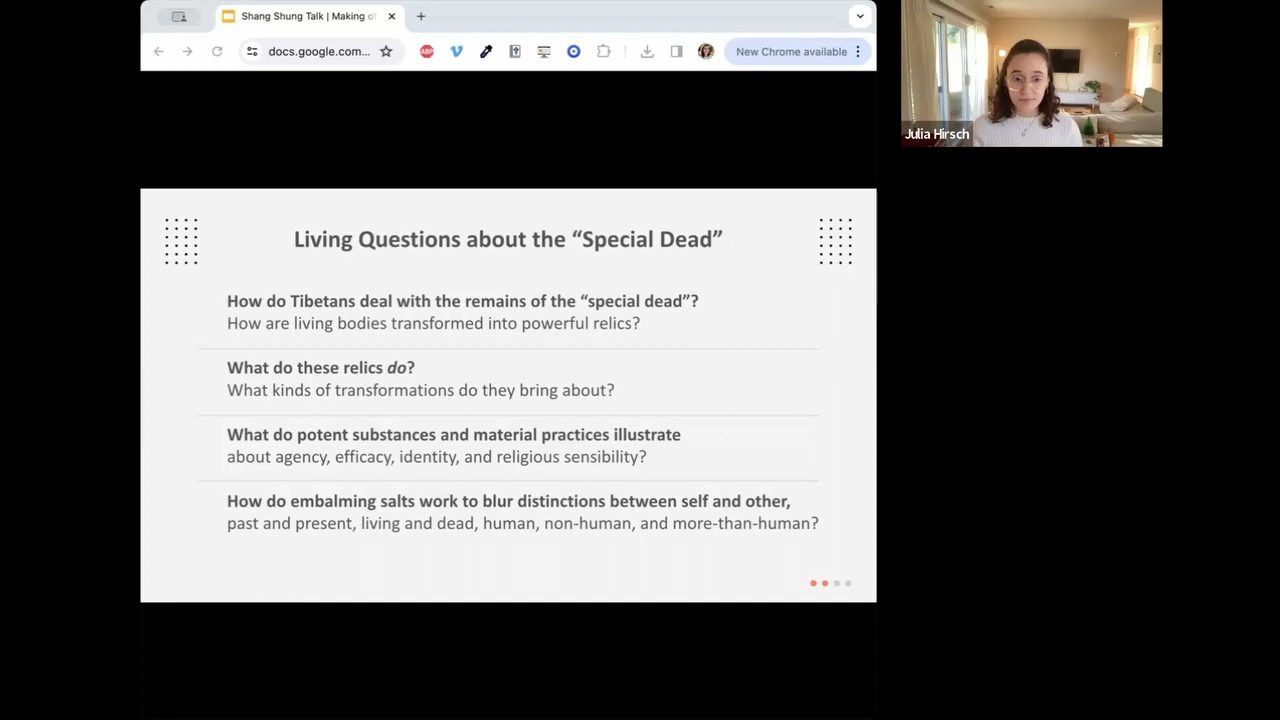 Shang Shung Talk | Making of
docs.google.com...
ABP
New Chrome available
Julia Hirsch
Living Questions about the “Special Dead”
How do Tibetans deal with the remains of the “special dead”?
How are living bodies transformed into powerful relics?
What do these relics do?
What kinds of transformations do they bring about?
What do potent substances and material practices illustrate
about agency, efficacy, identity, and religious sensibility?
How do embalming salts work to blur distinctions between self and other,
past and present, living and dead, human, non-human, and more-than-human?